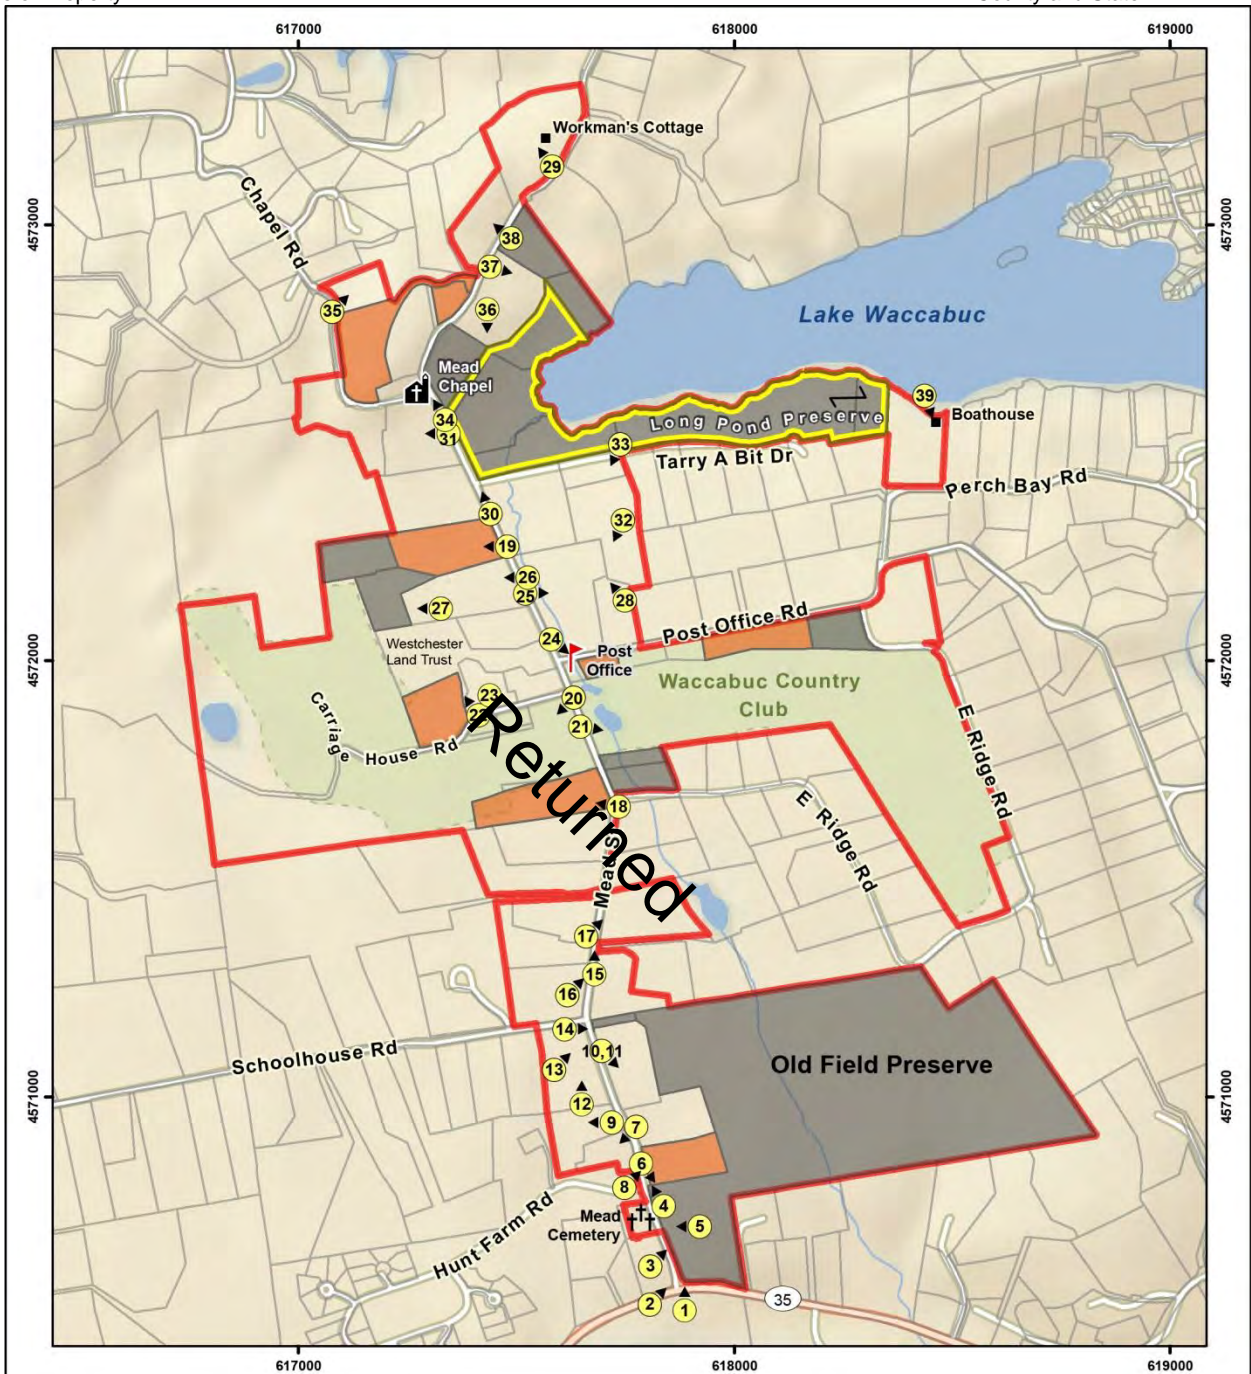 617000
618000
619000
Workman's Cottage
29
Chapel Rd
4573000
4573000
38
37
35
36
Lake Waccabuc
Mead
Chapel
39
Boathouse
34
31
Long Pond Preserve
33
Tarry A Bit Dr
Perch Bay Rd
30
32
19
26
25
27
28
Post Office Rd
24
Westchester
Land Trust
Post
Office
4572000
4572000
Waccabuc Country
Club
23
22
20
21
Carriage House Rd
E Ridge Rd
Returned
18
E Ridge Rd
Mead St
17
15
16
14
Schoolhouse Rd
10,11
13
Old Field Preserve
4571000
4571000
12
9
7
6
8
4
Mead
Cemetery
5
Hunt Farm Rd
3
2
1
35
617000
618000
619000